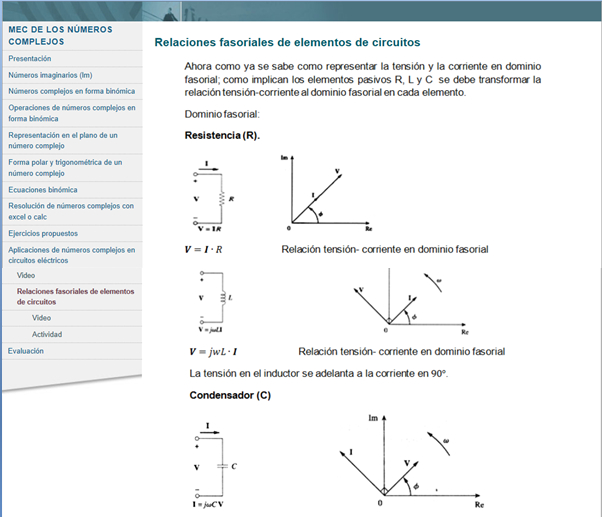 MEC DE LOS NÚMEROS
COMPLEJOS
Presentación
Números imaginarios (Im)
Números complejos en forma binómica
Operaciones de números complejos en
forma binómica
Representación en el plano de un
número complejo
Forma polar y trigonométrica de un
número complejo
Ecuaciones binómica
Resolución de números complejos con
excel o calc
Ejercicios propuestos
Aplicaciones de números complejos en
circuitos eléctricos
Video
Relaciones fasoriales de elementos
de circuitos
Video
Actividad
Evaluación
Relaciones fasoriales de elementos de circuitos
Ahora como ya se sabe como representar la tensión y la corriente en dominio
fasorial; como implican los elementos pasivos R, L y C se debe transformar la
relación tensión-corriente al dominio fasorial en cada elemento.
Dominio fasorial:
Resistencia (R).
I
+
V
R
−
V = IR
Im
V
I
ϕ
0
Re
V = I · R
Relación tensión- corriente en dominio fasorial
+
V
L
−
V = jωLI
V
I
ω
ϕ
0
Re
V = jwL · I
Relación tensión- corriente en dominio fasorial
La tensión en el inductor se adelanta a la corriente en 90°.
Condensador (C)
I
+
V
C
−
I = jωCV
Im
ω
I
V
ϕ
0
Re